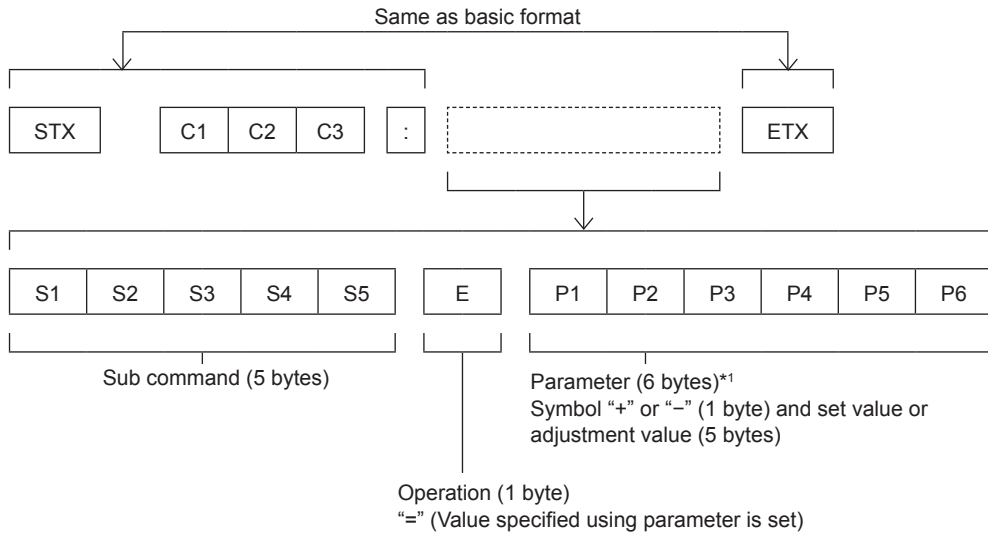 Same as basic format
STX C1 C2 C3 : ETX
S1 S2 S3 S4 S5 E P1 P2 P3 P4 P5 P6
Sub command (5 bytes)
Parameter (6 bytes)*1
Symbol “+” or “−” (1 byte) and set value or
adjustment value (5 bytes)
Operation (1 byte)
“=” (Value specified using parameter is set)